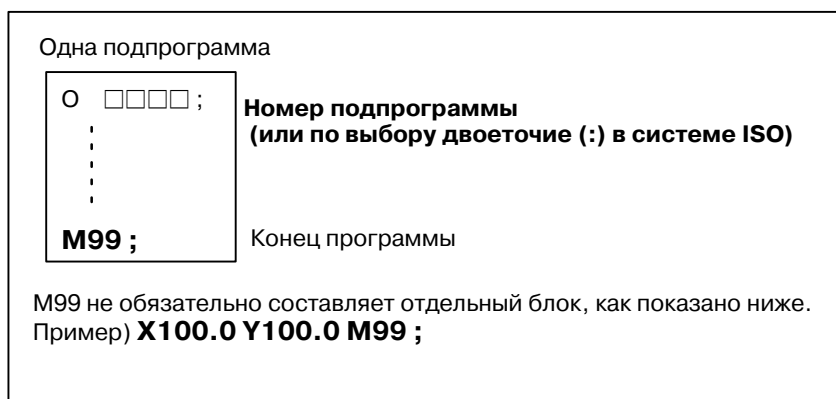 Одна подпрограмма
O □□□□ ;
Номер подпрограммы
(или по выбору двоеточие (:) в системе ISO)
M99 ;
Конец программы
M99 не обязательно составляет отдельный блок, как показано ниже.
Пример) X100.0 Y100.0 M99 ;